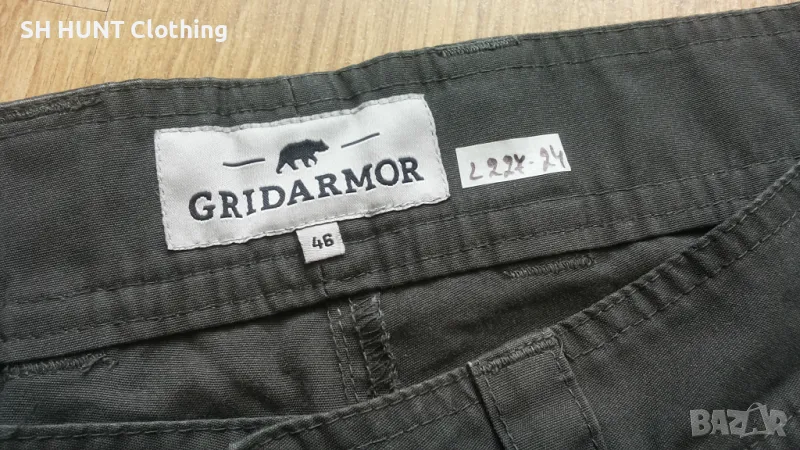 SH HUNT Clothing
GRIDARMOR
46
L227-24
BAZAR